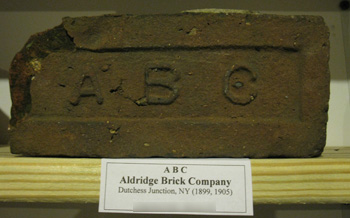 A B C
A B C
Aldridge Brick Company
Dutchess Junction, NY (1899, 1905)